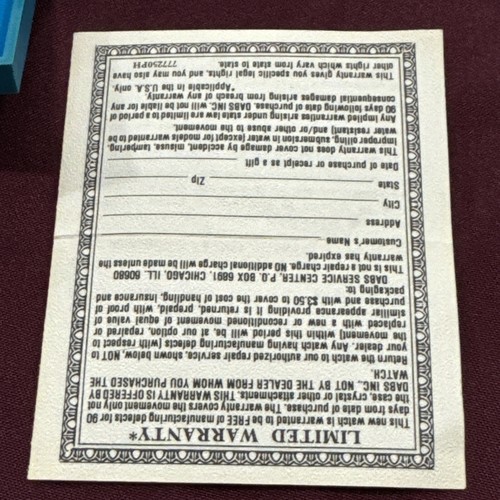 LIMITED WARRANTY*
This new watch is warranted to be FREE of manufacturing defects for 90
days from date of purchase. The warranty covers the movement only not
the case, crystal or other attachments. THIS WARRANTY IS OFFERED BY
DABS INC., NOT BY THE DEALER FROM WHOM YOU PURCHASED THE
WATCH.
Return the watch to our authorized repair service, shown below, NOT to
your dealer. Any watch having manufacturing defects [with respect to
the movement] within this period will be, at our option, repaired or
replaced with a new or reconditioned movement of equal value of
similiar appearance providing it is returned, prepaid, with proof of
purchase and with $3.50 to cover the cost of handling, insurance and
packaging to:
DABS SERVICE CENTER, P.O. BOX 6691, CHICAGO, ILL. 60680
This is not a repair charge. NO additional charge will be made unless the
warranty has expired.
Customer's Name
Address
City
State Zip
Date of purchase or receipt as a gift
This warranty does not cover damage by accident, misuse, tampering,
improper oiling, submersion in water [except for models warranted to be
water resistant] and/or other abuse to the movement.
Any implied warranties arising under state law are limited to a period of
90 days following date of purchase. DABS INC. will not be liable for any
consequential damages arising from breach of any warranty.
*Applicable in the U.S.A. only.
This warranty gives you specific legal rights, and you may also have
other rights which vary from state to state. 777250PH